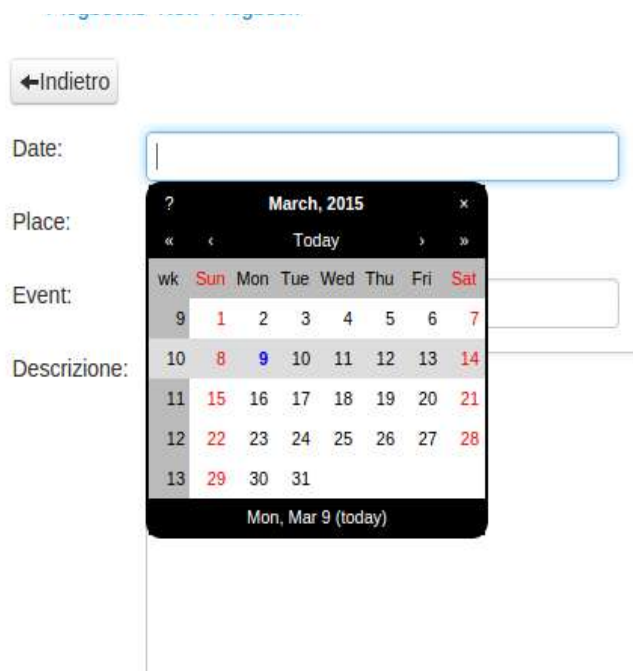 ←Indietro
Date:
Place:
Event:
Descrizione:
? March, 2015 ×
« ‹ Today › »
wk Sun Mon Tue Wed Thu Fri Sat
9 1 2 3 4 5 6 7
10 8 9 10 11 12 13 14
11 15 16 17 18 19 20 21
12 22 23 24 25 26 27 28
13 29 30 31
Mon, Mar 9 (today)